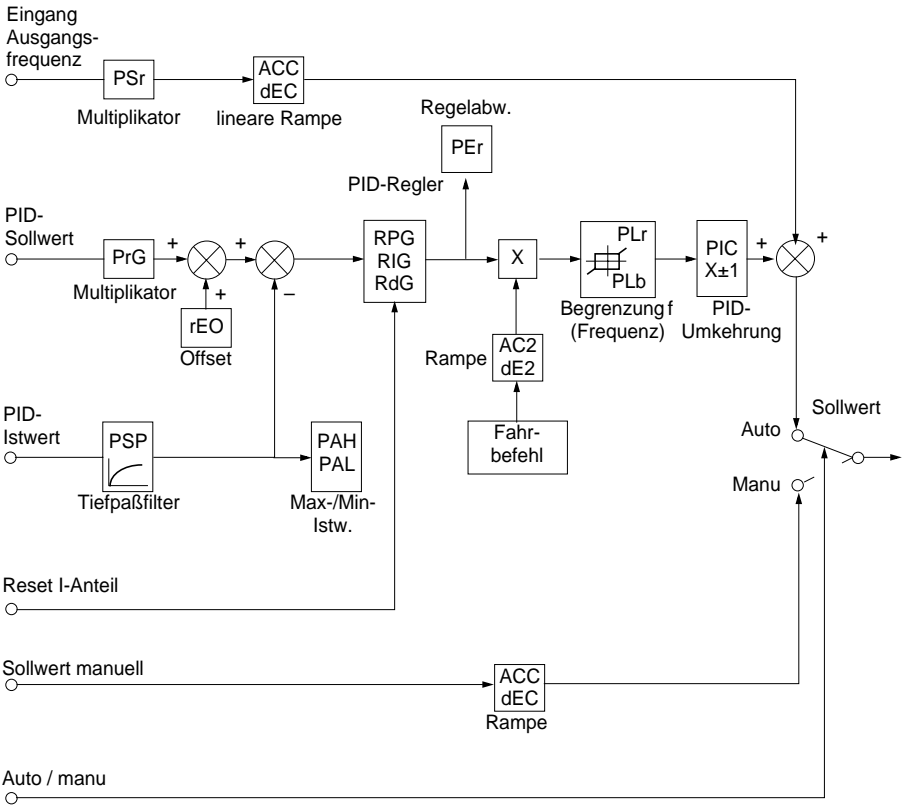 Eingang
Ausgangs-
frequenz
PSr
Multiplikator
ACC
dEC
lineare Rampe
Regelabw.
PEr
PID-Regler
+
PID-
Sollwert
PrG
Multiplikator
+
+
+
rEO
Offset
–
RPG
RIG
RdG
X
PLr
PLb
Begrenzung f
(Frequenz)
PIC
X±1
PID-
Umkehrung
+
Rampe
AC2
dE2
Fahr-
befehl
PID-
Istwert
PSP
Tiefpaßfilter
PAH
PAL
Max-/Min-
Istw.
Sollwert
Auto
Manu
Reset I-Anteil
Sollwert manuell
ACC
dEC
Rampe
Auto / manu